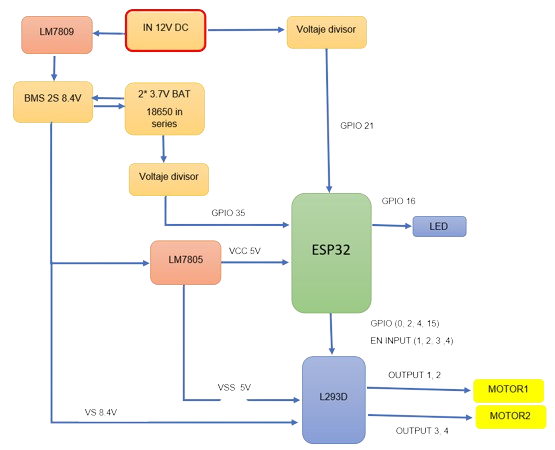 IN 12V DC
LM7809
Voltaje divisor
BMS 2S 8.4V
2* 3.7V BAT
18650 in
series
GPIO 21
Voltaje divisor
GPIO 16
GPIO 35
LED
ESP32
VCC 5V
LM7805
GPIO (0, 2, 4, 15)
EN INPUT (1, 2, 3 ,4)
OUTPUT 1, 2
VSS 5V
MOTOR1
L293D
VS 8.4V
MOTOR2
OUTPUT 3, 4